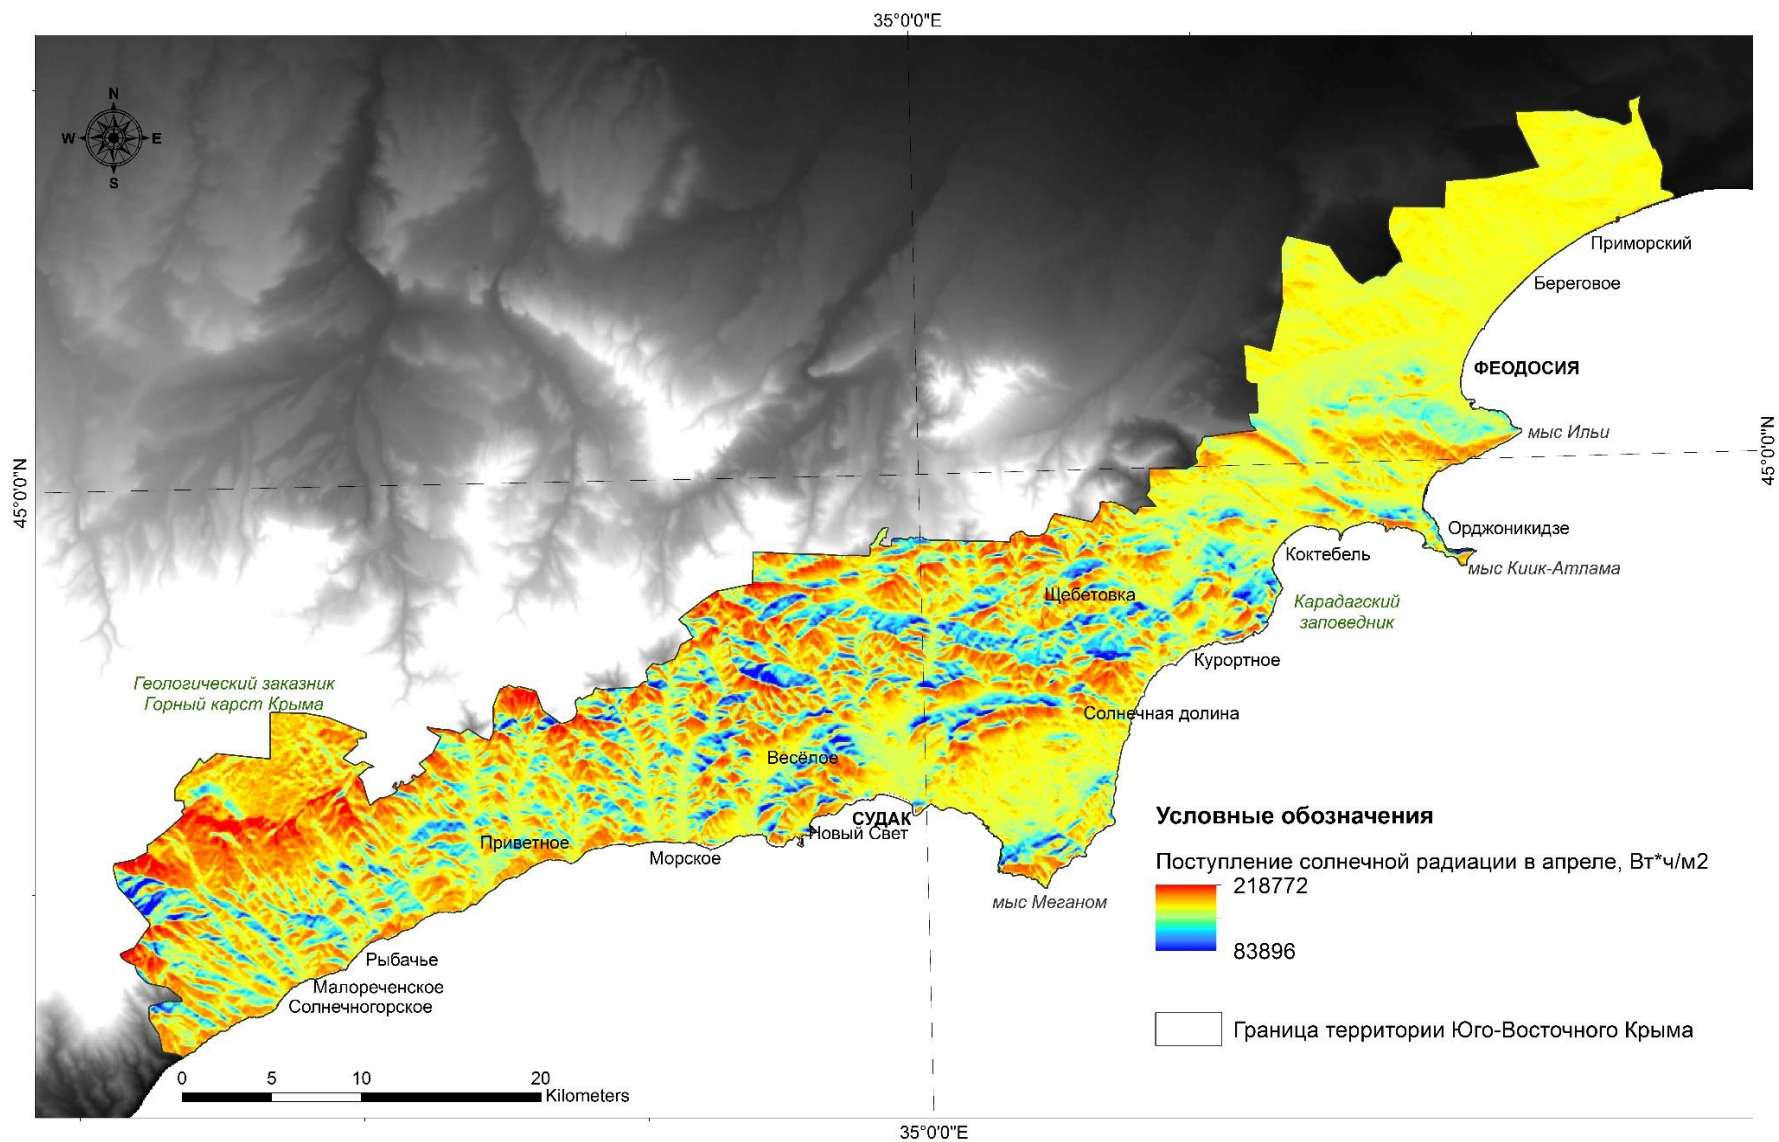 35°0'0"E
N
W E
S
Приморский
Береговое
ФЕОДОСИЯ
мыс Ильи
45°0'0"N
45°0'0"N
Орджоникидзе
Коктебель
мыс Киик-Атлама
Щебетовка
Карадагский
заповедник
Курортное
Геологический заказник
Горный карст Крыма
Солнечная долина
Весёлое
СУДАК
Новый Свет
Приветное
Морское
мыс Меганом
Рыбачье
Малореченское
Солнечногорское
Условные обозначения
Поступление солнечной радиации в апреле, Вт*ч/м2
218772
83896
Граница территории Юго-Восточного Крыма
0 5 10 20
Kilometers
35°0'0"E